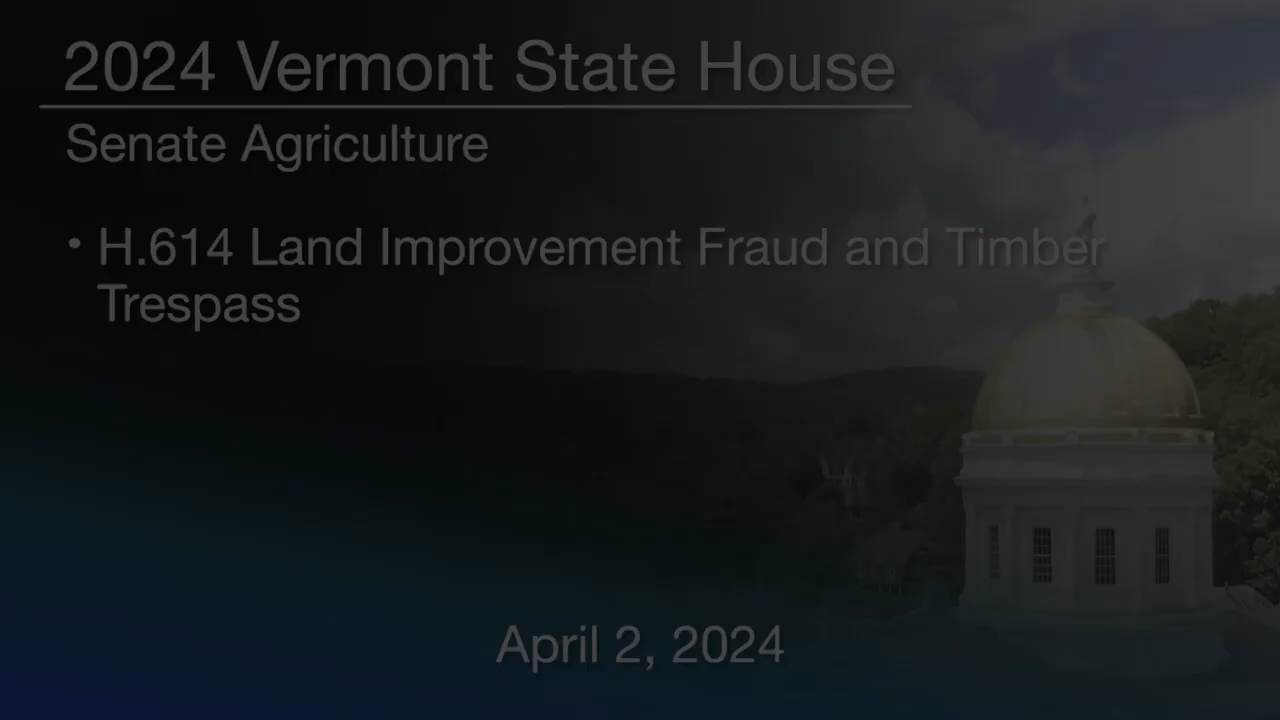 2024 Vermont State House
Senate Agriculture
• H.614 Land Improvement Fraud and Timber
Trespass
April 2, 2024